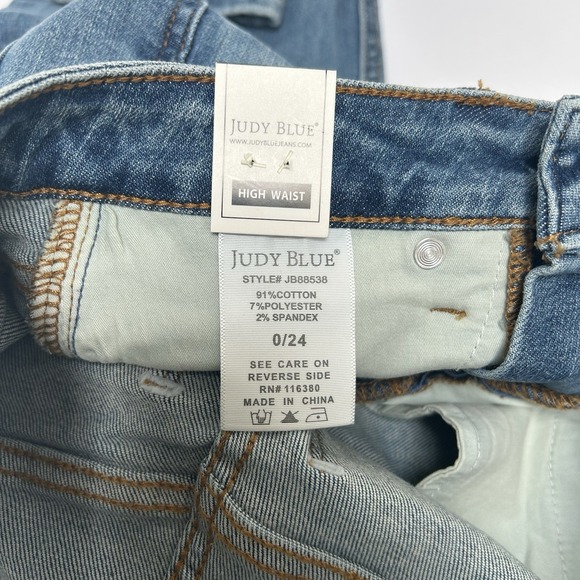 JUDY BLUE®
WWW.JUDYBLUEJEANS.COM
HIGH WAIST
JUDY BLUE®
STYLE# JB88538
91%COTTON
7%POLYESTER
2% SPANDEX
0/24
SEE CARE ON
REVERSE SIDE
RN# 116380
MADE IN CHINA